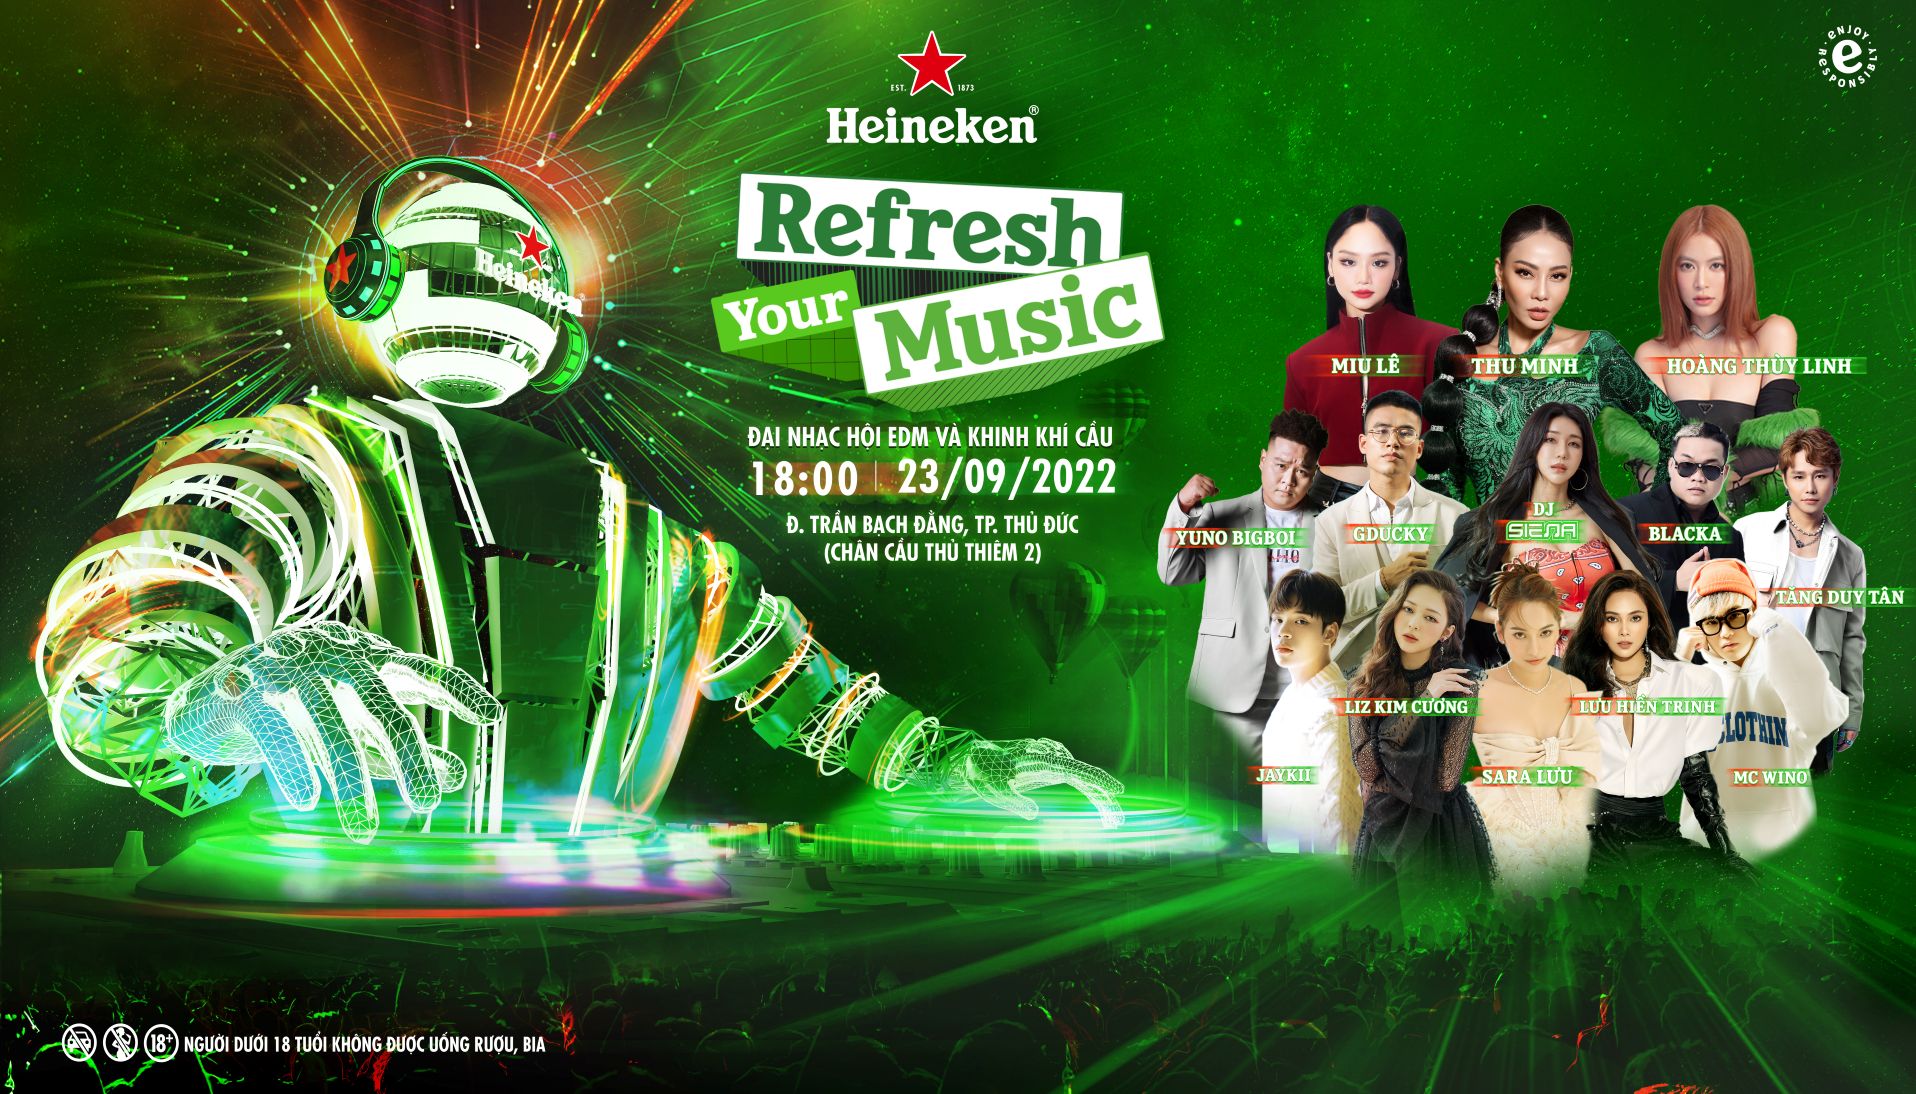 EST. 1873
Heineken®
ENJOY RESPONSIBLY
e
Heineken®
Refresh
Your
Music
ĐẠI NHẠC HỘI EDM VÀ KHINH KHÍ CẦU
18:00 | 23/09/2022
Đ. TRẦN BẠCH ĐẰNG, TP. THỦ ĐỨC
(CHÂN CẦU THỦ THIÊM 2)
MIU LÊ
THU MINH
HOÀNG THÙY LINH
YUNO BIGBOI
GDUCKY
DJ
SIENA
BLACKA
TĂNG DUY TÂN
LIZ KIM CƯƠNG
LƯU HIỀN TRINH
CLOTHIN
JAYKII
SARA LƯU
MC WINO
18+ NGƯỜI DƯỚI 18 TUỔI KHÔNG ĐƯỢC UỐNG RƯỢU, BIA